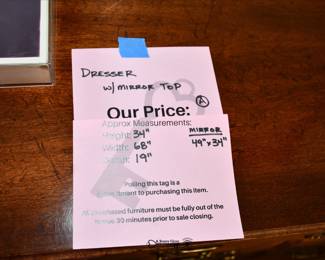 DRESSER
W/ MIRROR TOP
Our Price: A
Approx Measurements:
Height: 34" MIRROR
Width: 68" 49" x 34"
Depth: 19"
Pulling this tag is a
commitment to purchasing this item.
All purchased furniture must be fully out of the
house 30 minutes prior to sale closing.